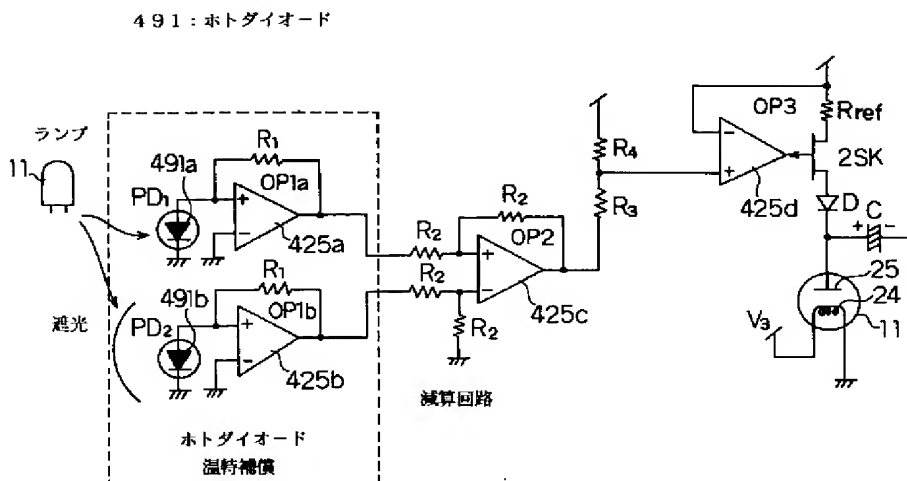 491:ホトダイオード
ランプ
11
491a
PD1
R1
OP1a
425a
遮光
491b
PD2
R1
OP1b
425b
ホトダイオード
温特補償
R2
R2
R2
R2
OP2
425c
減算回路
R4
R3
OP3
425d
Rref
2SK
D
C
+
-
25
24
11
V3